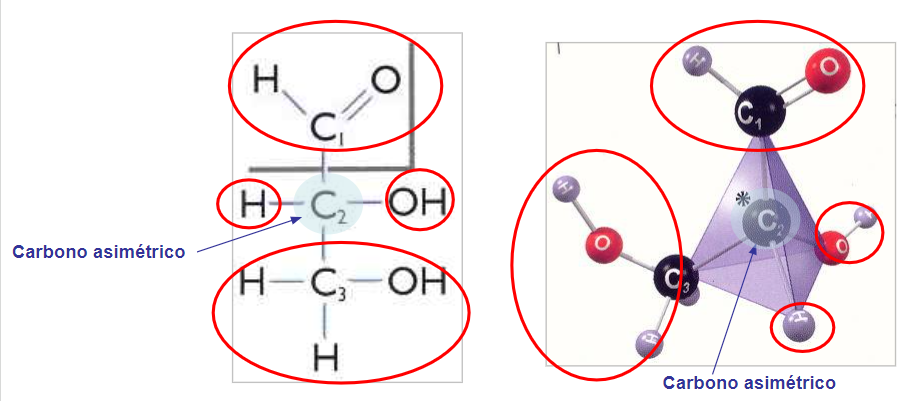 H O
C1
H C2 OH
Carbono asimétrico
H C3 OH
H
H O
C1
H
* C2
O H
O
C3
H
H
Carbono asimétrico